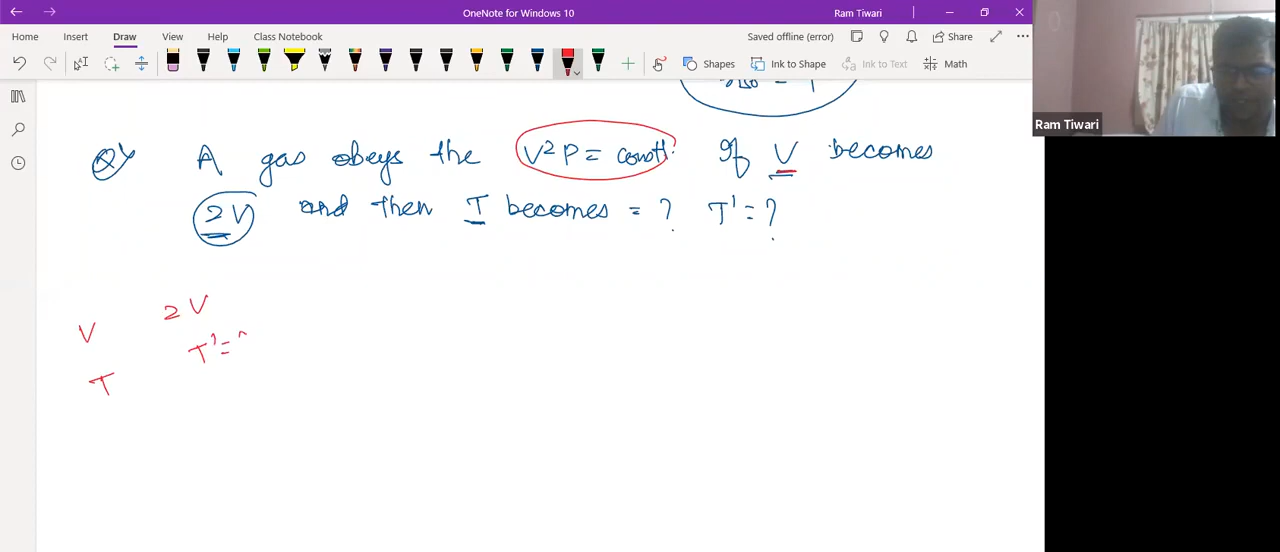 OneNote for Windows 10
Ram Tiwari
Home Insert Draw View Help Class Notebook
Saved offline (error) Share
Shapes Ink to Shape Ink to Text Math
Ram Tiwari
Q4 A gas obeys the V²P = const. If V becomes
2V and then T becomes = ? T' = ?
V 2V
T T' =